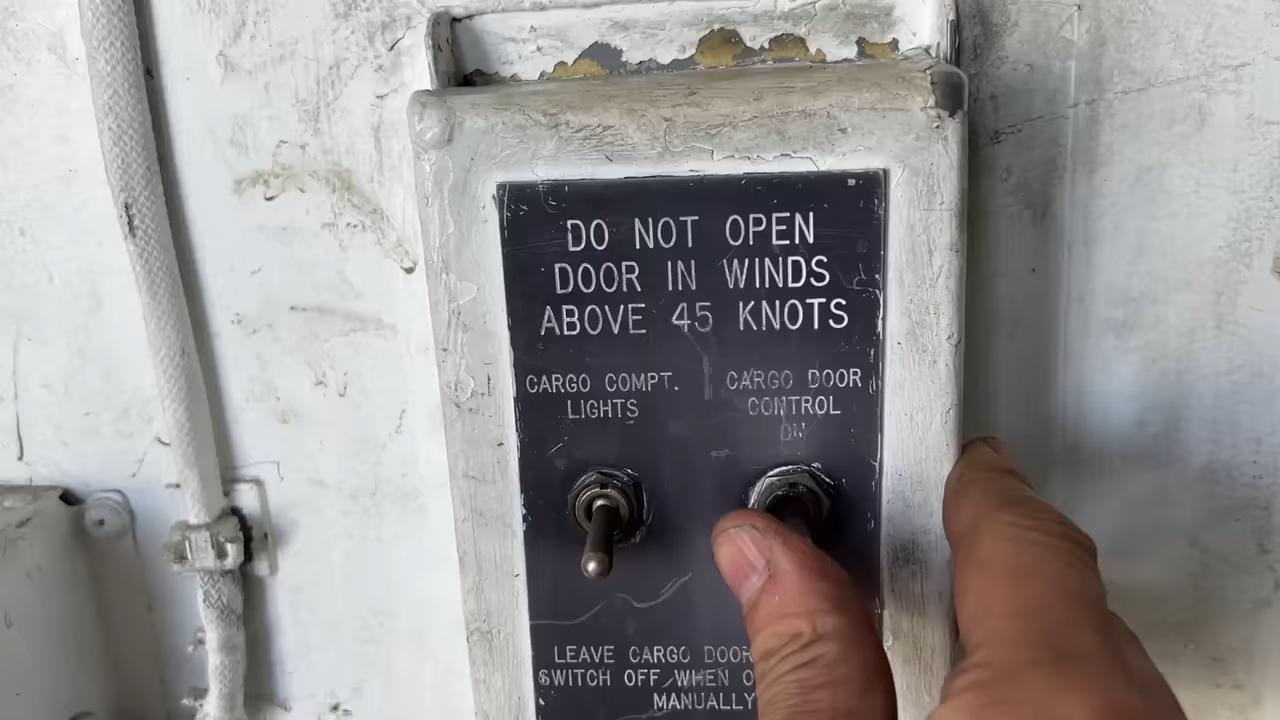 DO NOT OPEN
DOOR IN WINDS
ABOVE 45 KNOTS
CARGO COMPT.
LIGHTS
CARGO DOOR
CONTROL
ON
LEAVE CARGO DOOR
SWITCH OFF WHEN
MANUALLY